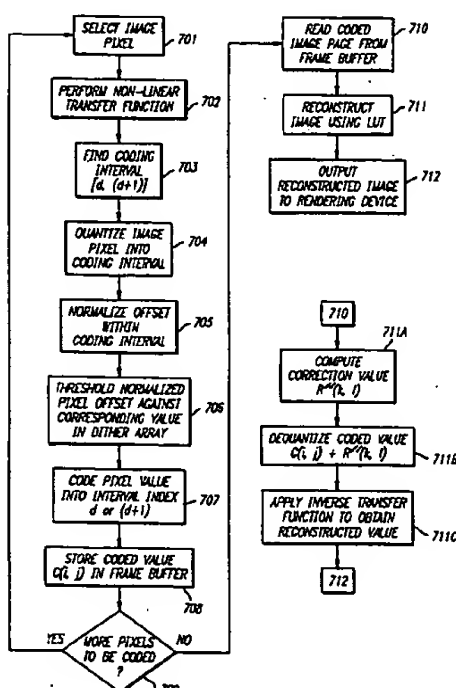 SELECT IMAGE
PIXEL
701
PERFORM NON-LINEAR
TRANSFER FUNCTION
702
FIND CODING
INTERVAL
[d, (d+1)]
703
QUANTIZE IMAGE
PIXEL INTO
CODING INTERVAL
704
NORMALIZE OFFSET
WITHIN
CODING INTERVAL
705
THRESHOLD NORMALIZED
PIXEL OFFSET AGAINST
CORRESPONDING VALUE
IN DITHER ARRAY
706
CODE PIXEL VALUE
INTO INTERVAL INDEX
d or (d+1)
707
STORE CODED VALUE
C(i, j) IN FRAME BUFFER
708
YES
MORE PIXELS
TO BE CODED
?
NO
READ CODED
IMAGE PAGE FROM
FRAME BUFFER
710
RECONSTRUCT
IMAGE USING LUT
711
OUTPUT
RECONSTRUCTED IMAGE
TO RENDERING DEVICE
712
710
711A
COMPUTE
CORRECTION VALUE
DEQUANTIZE CODED VALUE
711B
APPLY INVERSE TRANSFER
FUNCTION TO OBTAIN
RECONSTRUCTED VALUE
711C
712